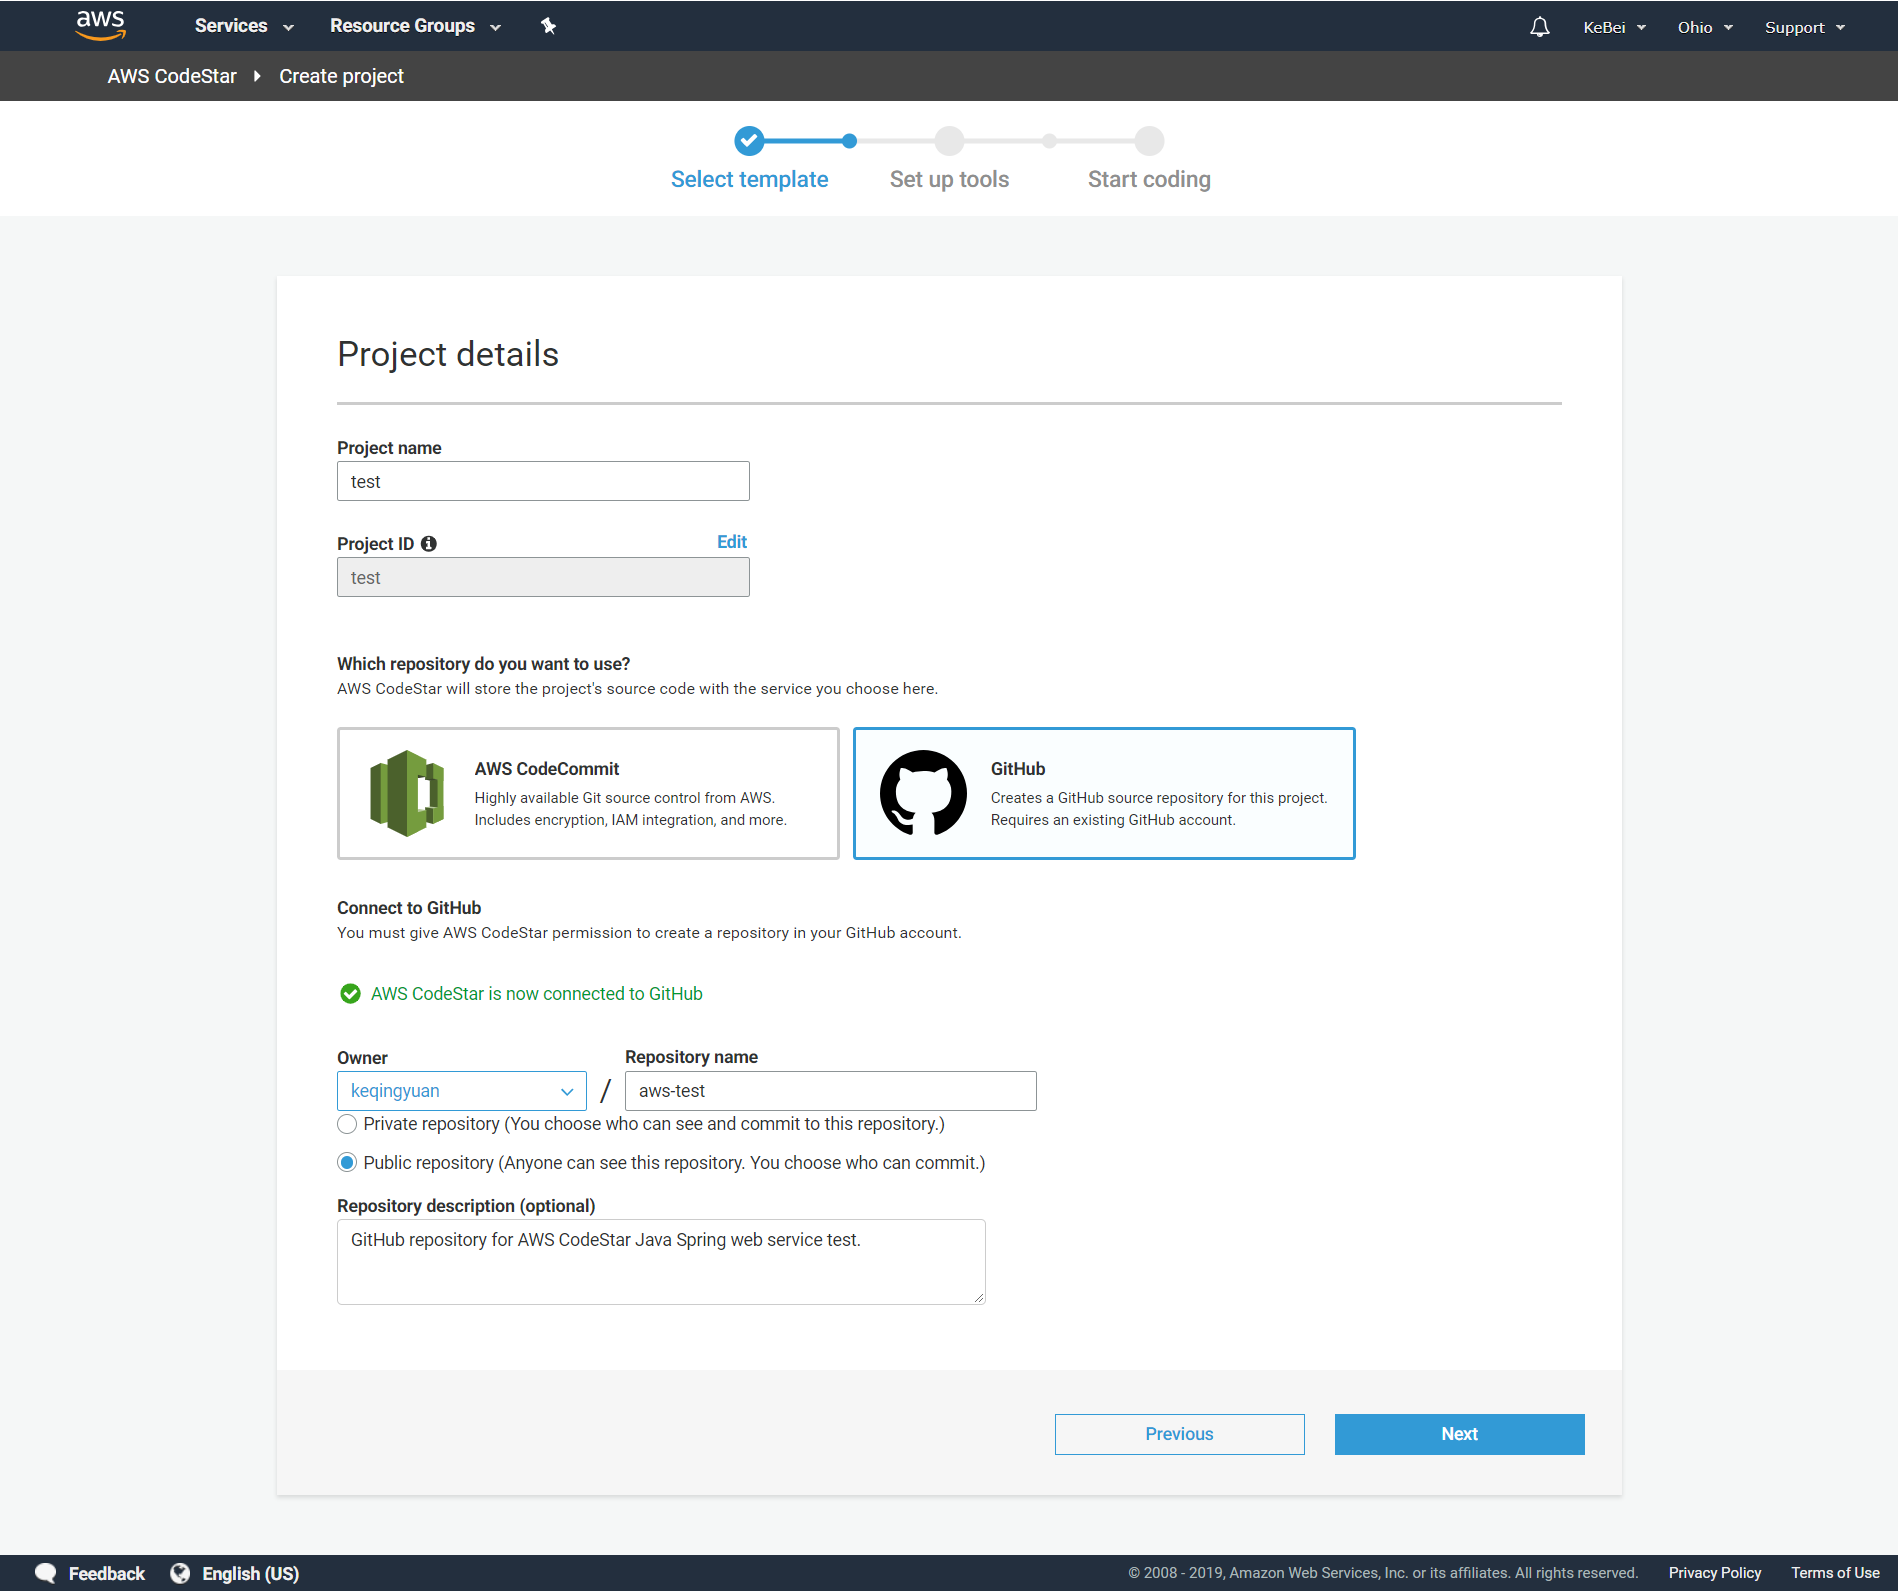 aws Services Resource Groups KeBei Ohio Support
AWS CodeStar Create project
Select template Set up tools Start coding
Project details
Project name
test
Project ID Edit
test
Which repository do you want to use?
AWS CodeStar will store the project's source code with the service you choose here.
AWS CodeCommit
Highly available Git source control from AWS.
Includes encryption, IAM integration, and more.
GitHub
Creates a GitHub source repository for this project.
Requires an existing GitHub account.
Connect to GitHub
You must give AWS CodeStar permission to create a repository in your GitHub account.
AWS CodeStar is now connected to GitHub
Owner Repository name
keqingyuan / aws-test
Private repository (You choose who can see and commit to this repository.)
Public repository (Anyone can see this repository. You choose who can commit.)
Repository description (optional)
GitHub repository for AWS CodeStar Java Spring web service test.
Previous Next
Feedback English (US) © 2008 - 2019, Amazon Web Services, Inc. or its affiliates. All rights reserved. Privacy Policy Terms of Use